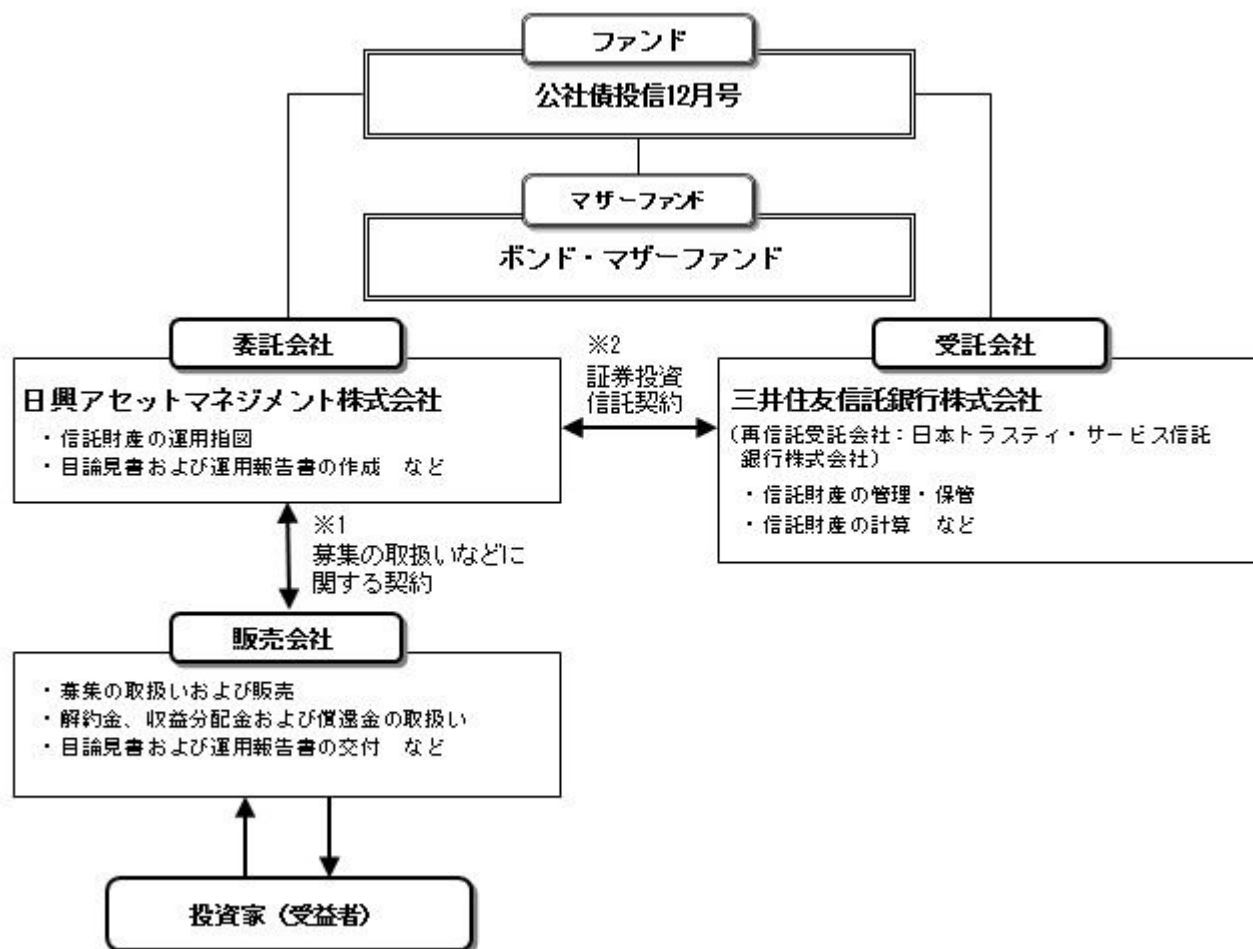 ファンド
公社債投信12月号
マザーファンド
ボンド・マザーファンド
委託会社
日興アセットマネジメント株式会社
・信託財産の運用指図
・目論見書および運用報告書の作成　など
※2
証券投資
信託契約
受託会社
三井住友信託銀行株式会社
（再信託受託会社：日本トラスティ・サービス信託
銀行株式会社）
・信託財産の管理・保管
・信託財産の計算　など
※1
募集の取扱いなどに
関する契約
販売会社
・募集の取扱いおよび販売
・解約金、収益分配金および償還金の取扱い
・目論見書および運用報告書の交付　など
投資家（受益者）